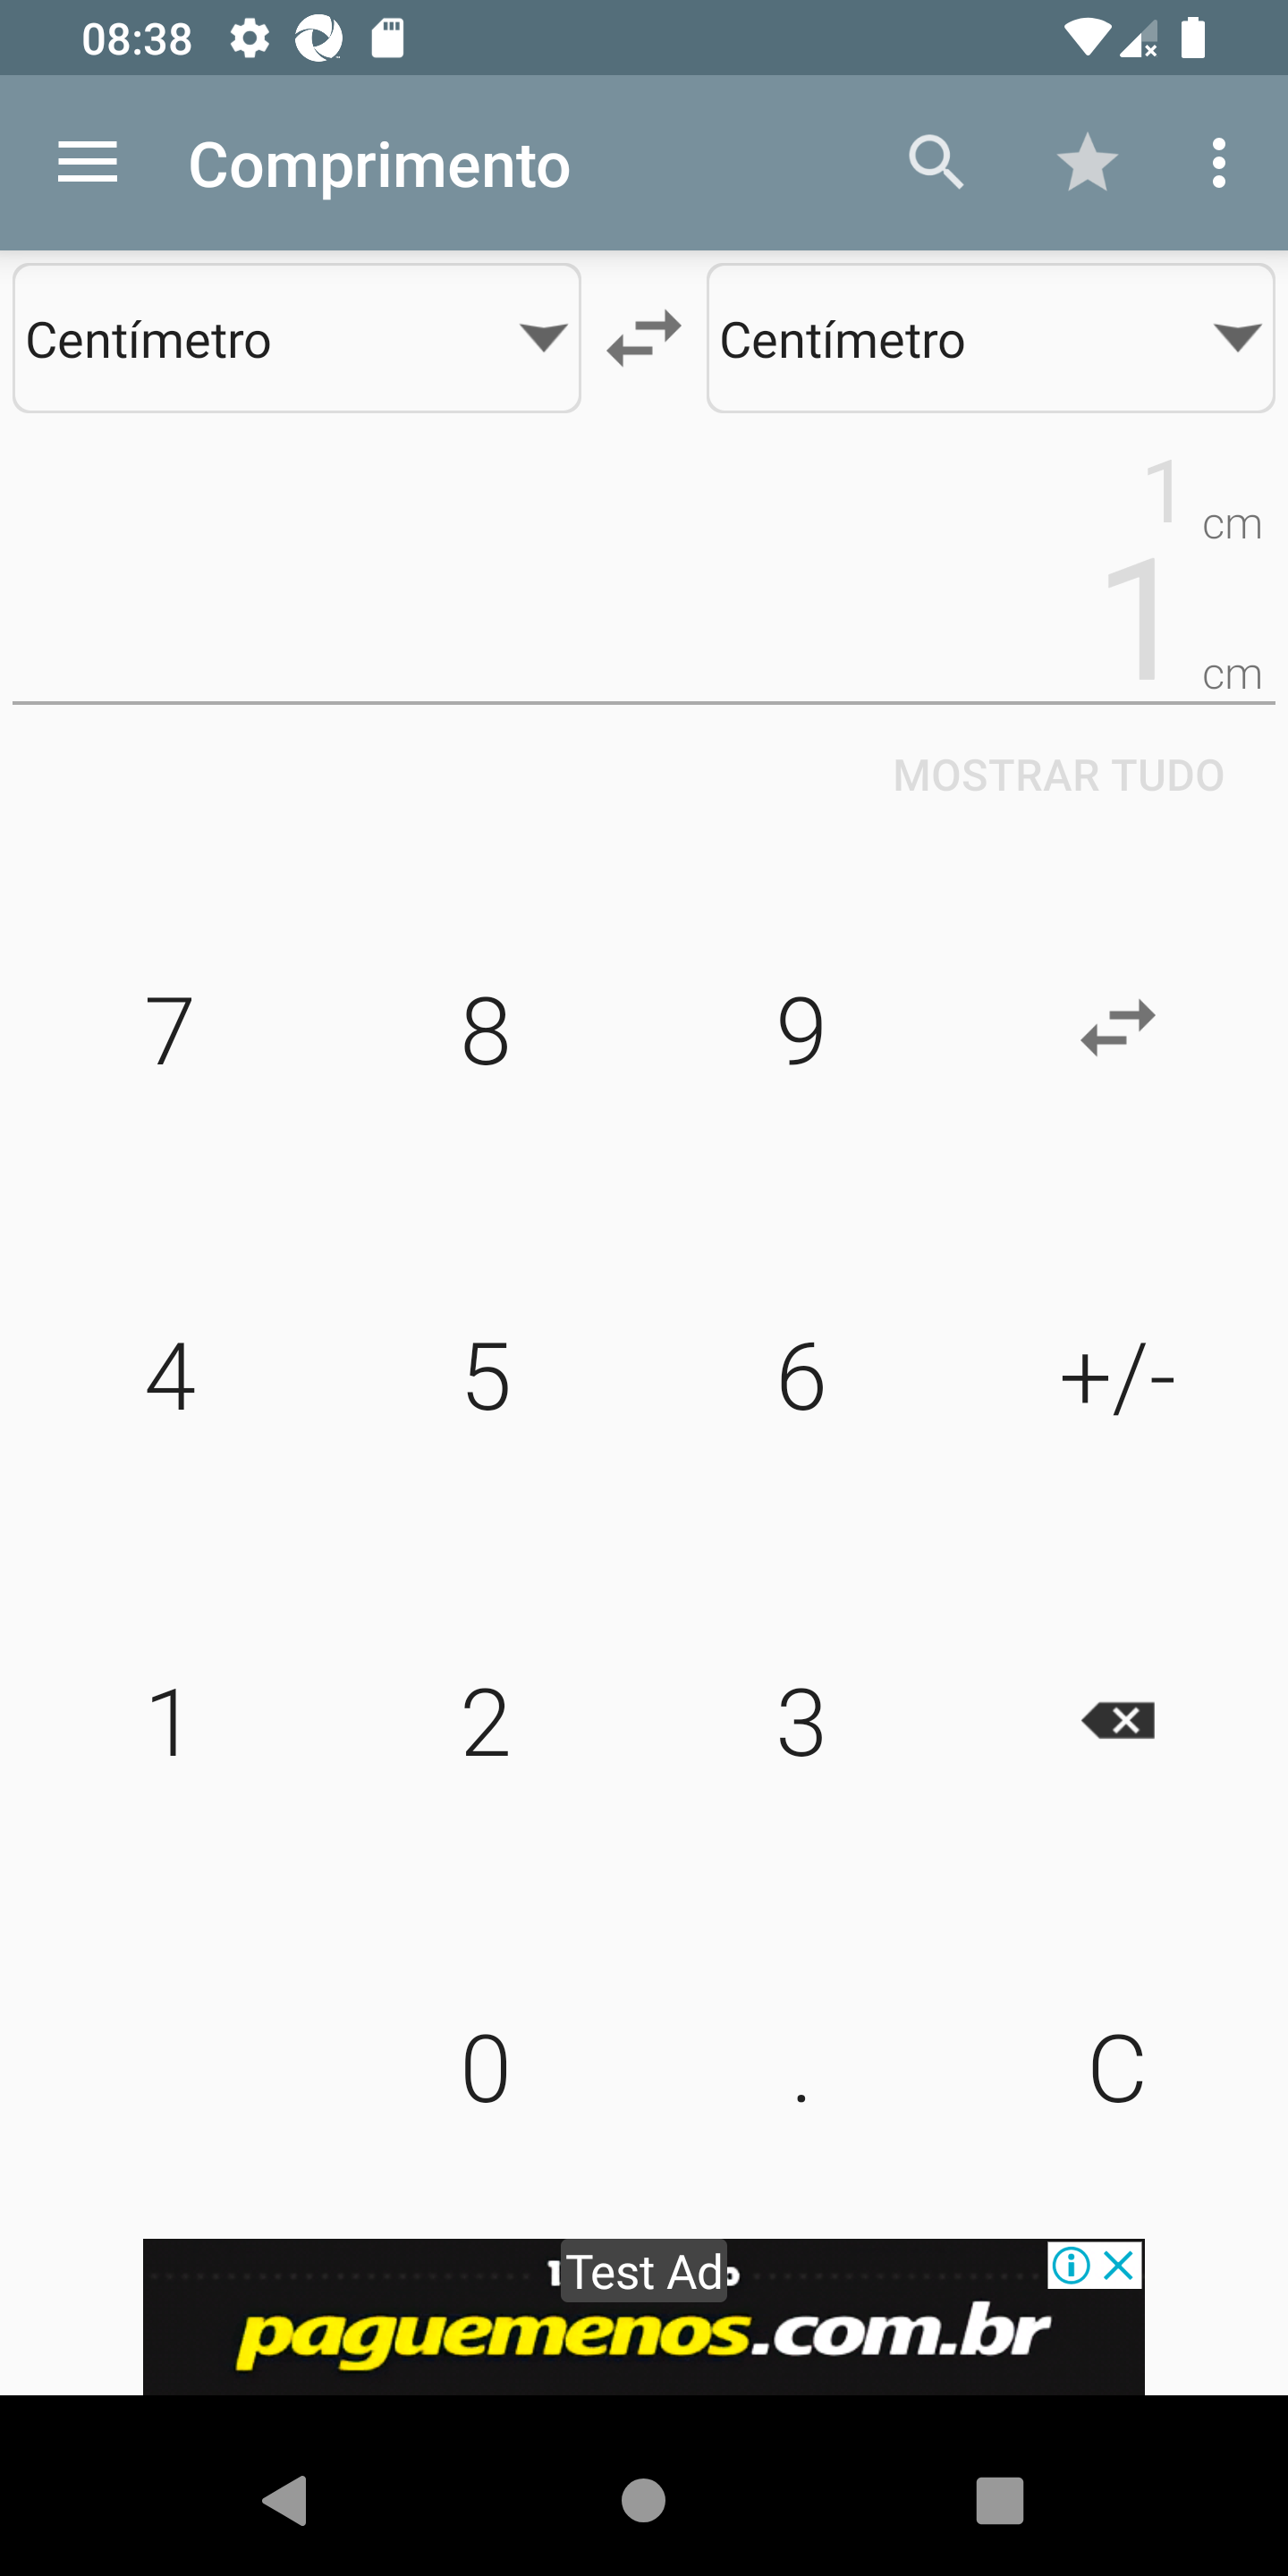 08:38
Comprimento
Centímetro
Centímetro
1 cm
1 cm
MOSTRAR TUDO
7 8 9
4 5 6 +/-
1 2 3
0 . C
Test Ad
paguemenos.com.br